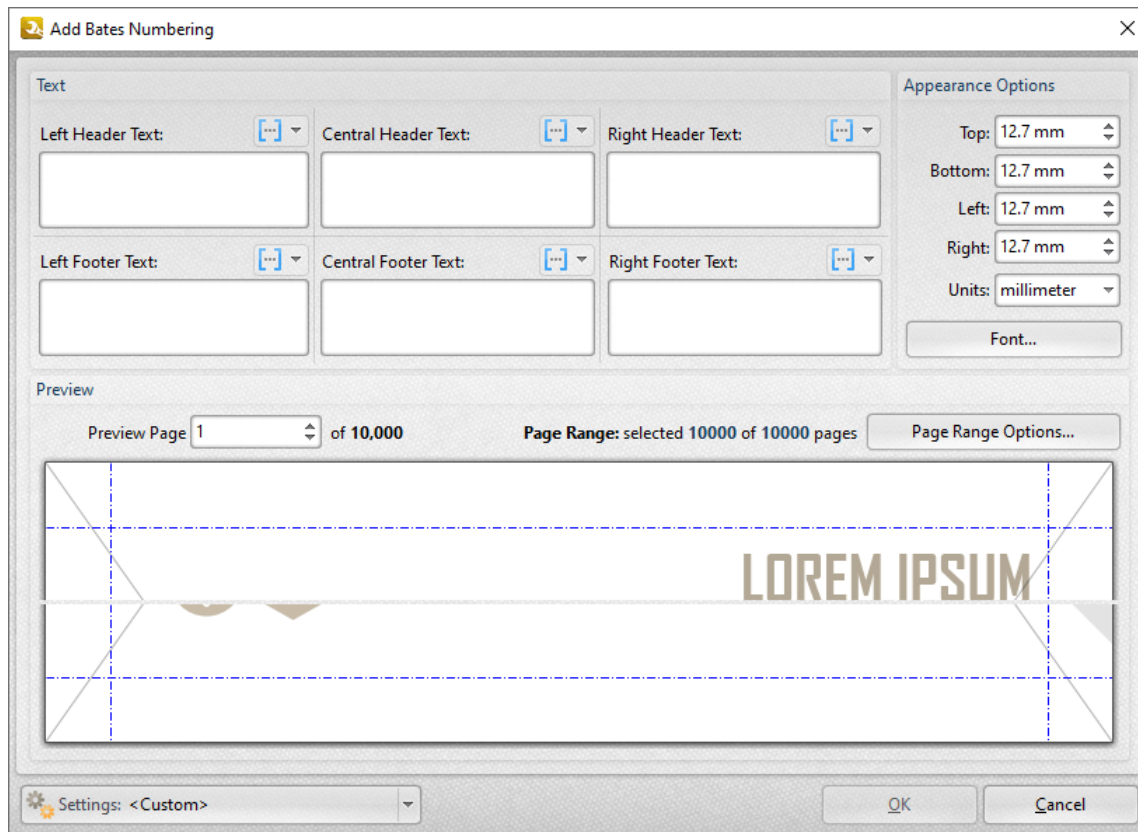 Add Bates Numbering
Text
Left Header Text:
Central Header Text:
Right Header Text:
Left Footer Text:
Central Footer Text:
Right Footer Text:
Appearance Options
Top: 12.7 mm
Bottom: 12.7 mm
Left: 12.7 mm
Right: 12.7 mm
Units: millimeter
Font...
Preview
Preview Page 1 of 10,000
Page Range: selected 10000 of 10000 pages
Page Range Options...
LOREM IPSUM
Settings: <Custom>
OK
Cancel